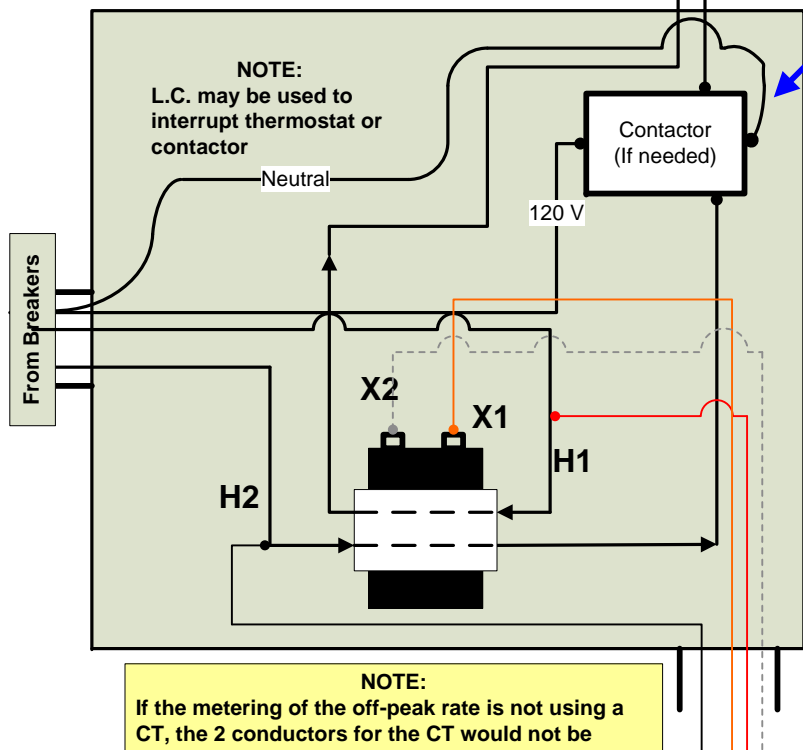 NOTE:
L.C. may be used to
interrupt thermostat or
contactor
Contactor
(If needed)
Neutral
120 V
From Breakers
X2
X1
H1
H2
NOTE:
If the metering of the off-peak rate is not using a
CT, the 2 conductors for the CT would not be